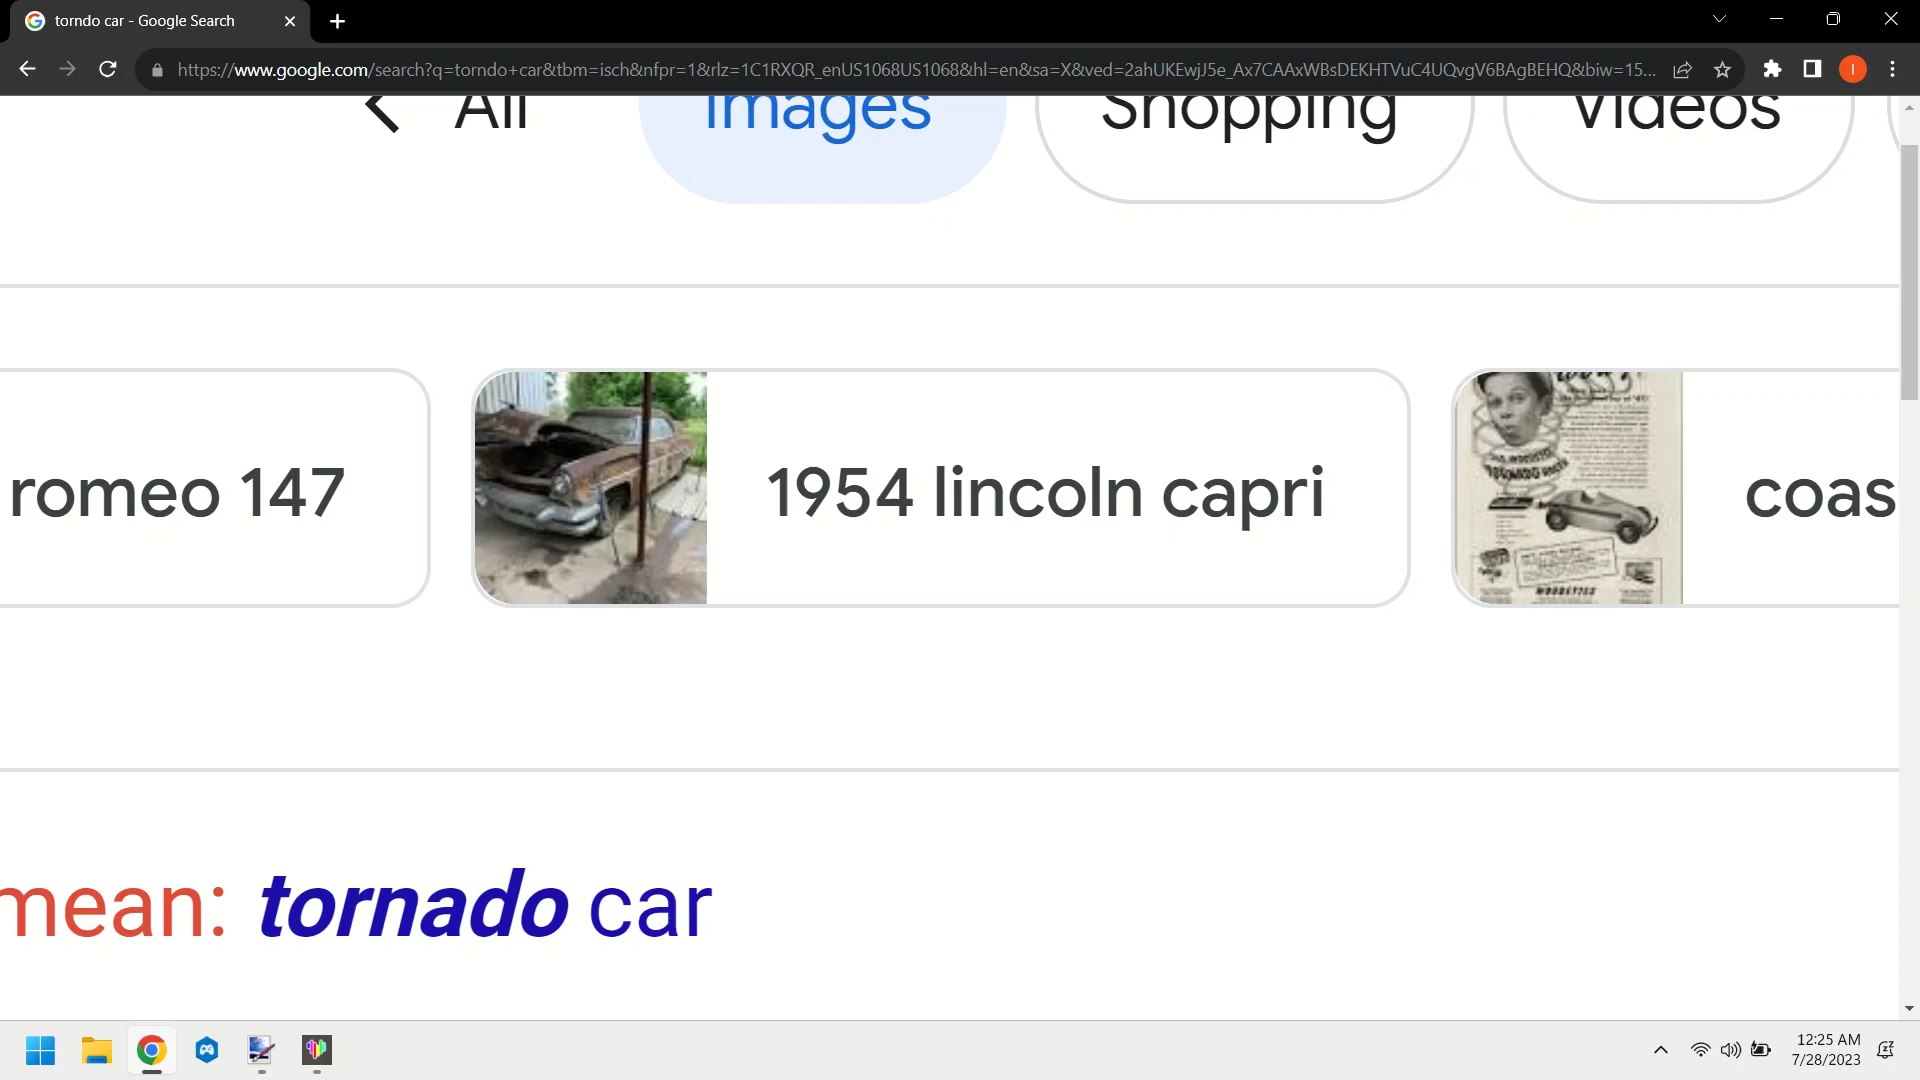 torndo car - Google Search
https://www.google.com/search?q=torndo+car&tbm=isch&nfpr=1&rlz=1C1RXQR_enUS1068US1068&hl=en&sa=X&ved=2ahUKEwjJ5e_Ax7CAAxWBsDEKHTVuC4UQvgV6BAgBEHQ&biw=15...
I
All Images Shopping Videos
romeo 147
1954 lincoln capri
coas
mean: tornado car
12:25 AM
7/28/2023